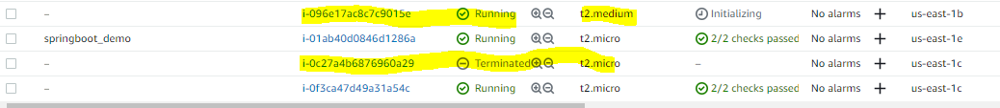 – i-096e17ac8c7c9015e Running t2.medium Initializing No alarms + us-east-1b
springboot_demo i-01ab40d0846d1286a Running t2.micro 2/2 checks passed No alarms + us-east-1e
– i-0c27a4b6876960a29 Terminated t2.micro – No alarms + us-east-1c
– i-0f3ca47d49a31a54c Running t2.micro 2/2 checks passed No alarms + us-east-1c